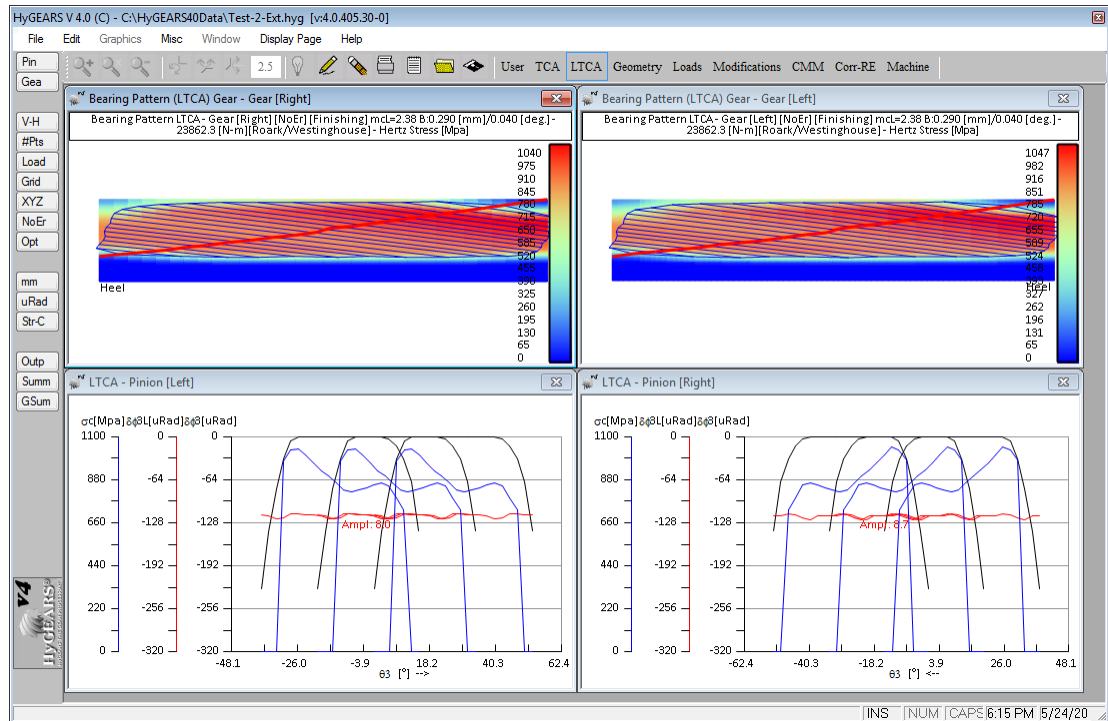 HyGEARS V 4.0 (C) - C:\HyGEARS40Data\Test-2-Ext.hyg [v:4.0.405.30-0]
File Edit Graphics Misc Window Display Page Help
Pin
Gea
2.5
User TCA LTCA Geometry Loads Modifications CMM Corr-RE Machine
V-H
#Pts
Load
Grid
XYZ
NoEr
Opt
mm
uRad
Str-C
Outp
Summ
GSum
Bearing Pattern (LTCA) Gear - Gear [Right]
Bearing Pattern LTCA- Gear [Right] [NoEr] [Finishing] mcL=2.38 B:0.290 [mm]/0.040 [deg.] -
23862.3 [N-m][Roark/Westinghouse] - Hertz Stress [Mpa]
1040
975
910
845
780
715
650
585
520
455
390
325
260
195
130
65
0
Heel
Bearing Pattern (LTCA) Gear - Gear [Left]
Bearing Pattern LTCA- Gear [Left] [NoEr] [Finishing] mcL=2.38 B:0.290 [mm]/0.040 [deg.] -
23862.3 [N-m][Roark/Westinghouse] - Hertz Stress [Mpa]
1047
982
916
851
785
720
655
589
524
458
327
262
196
131
65
0
Heel
LTCA - Pinion [Left]
σc[Mpa] δϕ3L[uRad] δϕ3[uRad]
1100 0 0
880 -64 -64
660 -128 -128
440 -192 -192
220 -256 -256
0 -320 -320
Ampl: 8.0
-48.1 -26.0 -3.9 18.2 40.3 62.4
θ3 [°] -->
LTCA - Pinion [Right]
σc[Mpa] δϕ3L[uRad] δϕ3[uRad]
1100 0 0
880 -64 -64
660 -128 -128
440 -192 -192
220 -256 -256
0 -320 -320
Ampl: 8.7
-62.4 -40.3 -18.2 3.9 26.0 48.1
θ3 [°] <--
v4
HyGEARS
INS NUM CAPS 6:15 PM 5/24/20